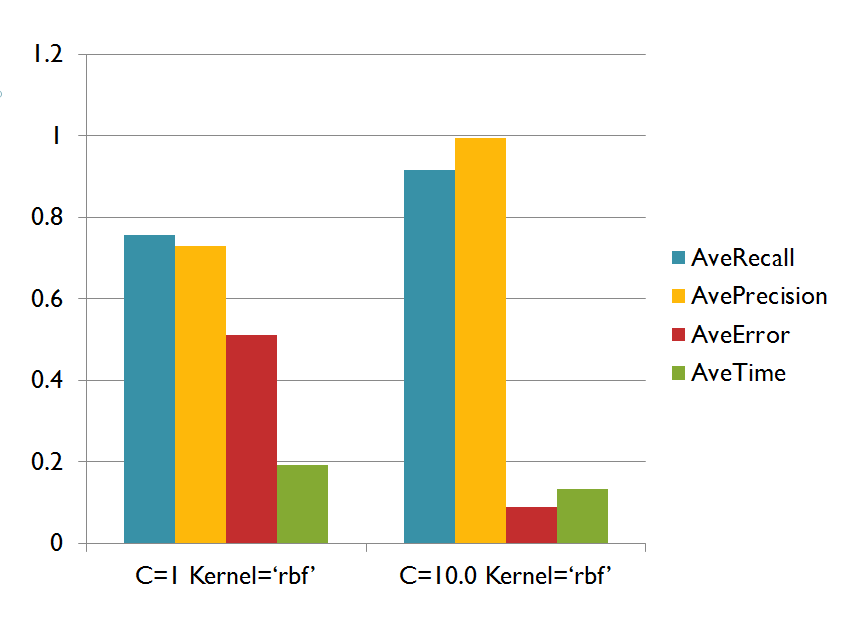 1.2
1
0.8
0.6
0.4
0.2
0
C=1 Kernel=‘rbf’
C=10.0 Kernel=‘rbf’
AveRecall
AvePrecision
AveError
AveTime